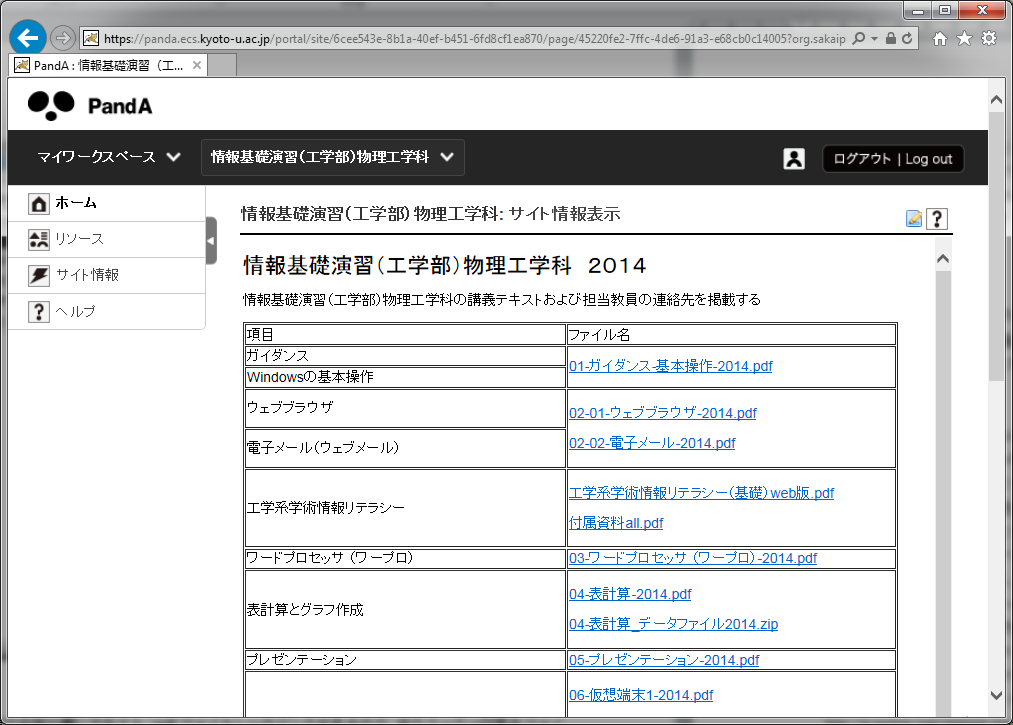 https://panda.ecs.kyoto-u.ac.jp/portal/site/6cee543e-8b1a-40ef-b451-6fd8cf1ea870/page/45220fe2-7ffc-4de6-91a3-e68cb0c14005?org.sakaip
PandA : 情報基礎演習（工...
PandA
マイワークスペース
情報基礎演習（工学部）物理工学科
ログアウト | Log out
ホーム
リソース
サイト情報
ヘルプ
情報基礎演習（工学部）物理工学科: サイト情報表示
情報基礎演習（工学部）物理工学科　２０１４
情報基礎演習（工学部）物理工学科の講義テキストおよび担当教員の連絡先を掲載する
項目 ファイル名
ガイダンス
01-ガイダンス-基本操作-2014.pdf
Windowsの基本操作
ウェブブラウザ
02-01-ウェブブラウザ-2014.pdf
02-02-電子メール-2014.pdf
電子メール（ウェブメール）
工学系学術情報リテラシー
工学系学術情報リテラシー（基礎）web版.pdf
付属資料all.pdf
ワードプロセッサ（ワープロ）
03-ワードプロセッサ（ワープロ）-2014.pdf
表計算とグラフ作成
04-表計算-2014.pdf
04-表計算_データファイル2014.zip
プレゼンテーション
05-プレゼンテーション-2014.pdf
06-仮想端末1-2014.pdf